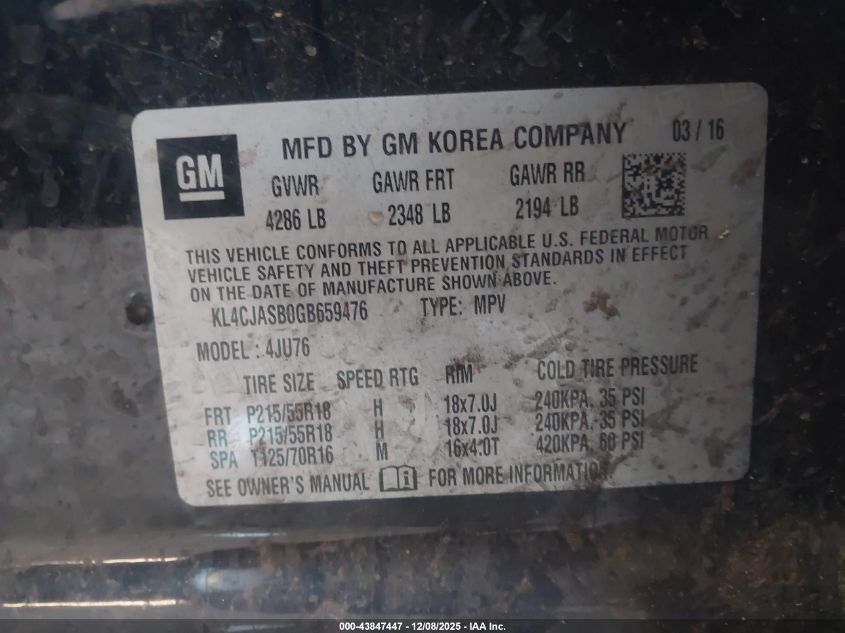 GM
MFD BY GM KOREA COMPANY 03 / 16
GVWR GAWR FRT GAWR RR
4286 LB 2348 LB 2194 LB
THIS VEHICLE CONFORMS TO ALL APPLICABLE U.S. FEDERAL MOTOR
VEHICLE SAFETY AND THEFT PREVENTION STANDARDS IN EFFECT
ON THE DATE OF MANUFACTURE SHOWN ABOVE.
KL4CJASB0GB659476 TYPE: MPV
MODEL : 4JU76
TIRE SIZE SPEED RTG RIM COLD TIRE PRESSURE
FRT P215/55R18 H 18x7.0J 240KPA, 35 PSI
RR P215/55R18 H 18x7.0J 240KPA, 35 PSI
SPA T125/70R16 M 16x4.0T 420KPA, 60 PSI
SEE OWNER'S MANUAL i FOR MORE INFORMATION.
000-43847447 - 12/08/2025 - IAA Inc.